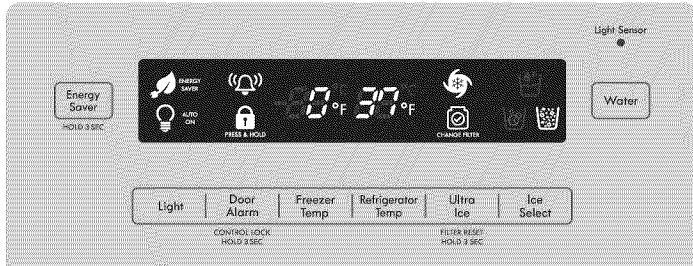 Light Sensor
Energy
Saver
HOLD 3 SEC
ENERGY
SAVER
AUTO
ON
PRESS & HOLD
0°F
37°F
CHANGE FILTER
Water
Light
Door
Alarm
Freezer
Temp
Refrigerator
Temp
Ultra
Ice
Ice
Select
CONTROL LOCK
HOLD 3 SEC
FILTER RESET
HOLD 3 SEC